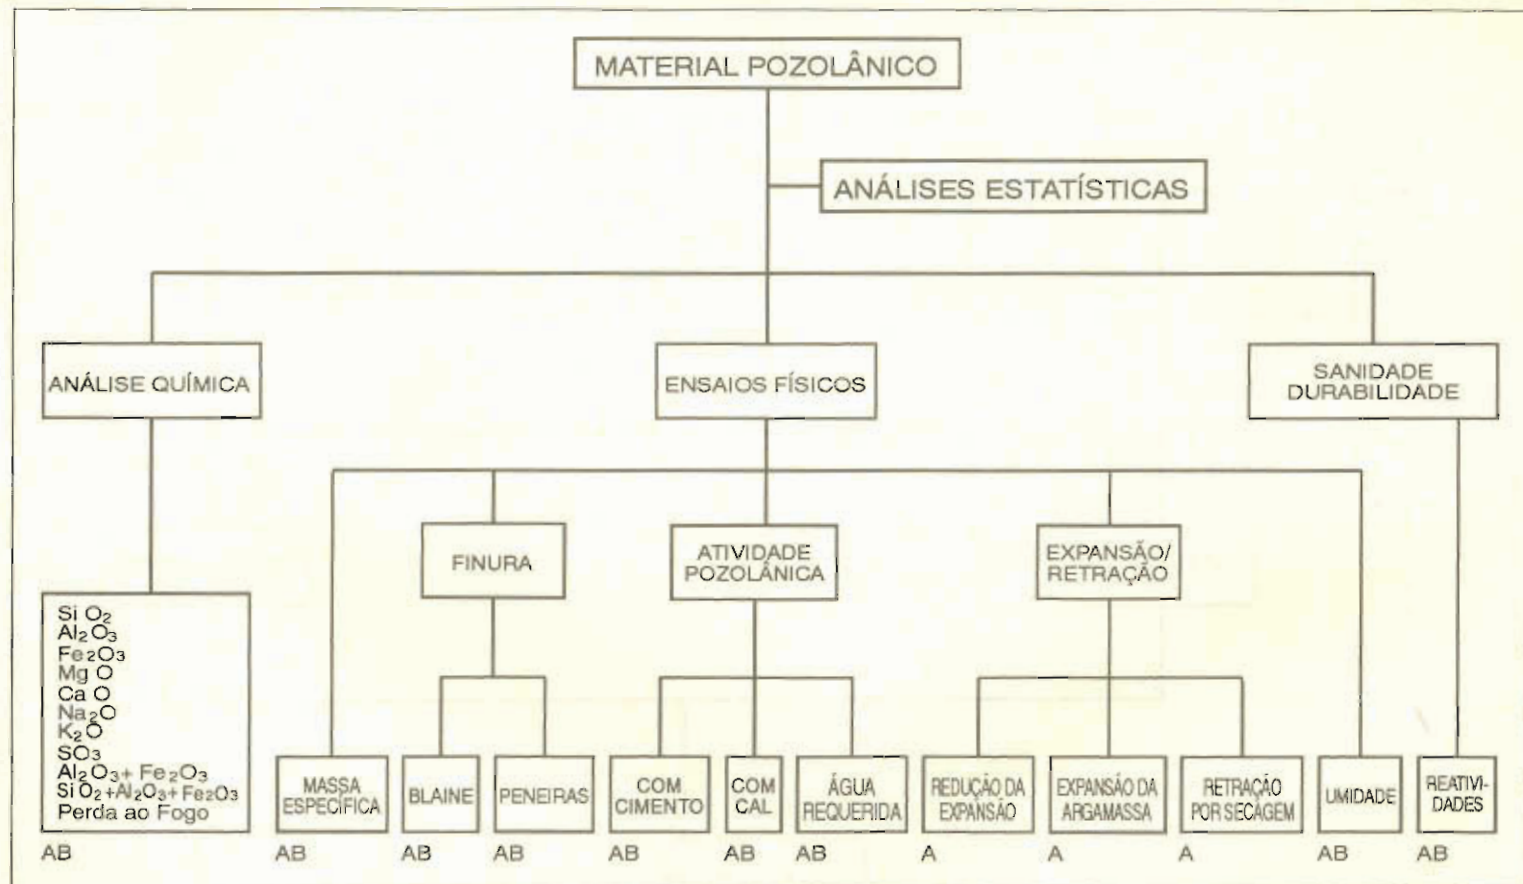 MATERIAL POZOLÂNICO
ANÁLISES ESTATÍSTICAS
ANÁLISE QUÍMICA
ENSAIOS FÍSICOS
SANIDADE
DURABILIDADE
FINURA
ATIVIDADE
POZOLÂNICA
EXPANSÃO/
RETRAÇÃO
Si O₂
Al₂O₃
Fe₂O₃
Mg O
Ca O
Na₂O
K₂O
SO₃
Al₂O₃+ Fe₂O₃
Si O₂+Al₂O₃+Fe₂O₃
Perda ao Fogo
MASSA
ESPECÍFICA
BLAINE
PENEIRAS
COM
CIMENTO
COM
CAL
ÁGUA
REQUERIDA
REDUÇÃO DA
EXPANSÃO
EXPANSÃO DA
ARGAMASSA
RETRAÇÃO
POR SECAGEM
UMIDADE
REATIVI-
DADES
AB AB AB AB AB AB AB A A A AB AB